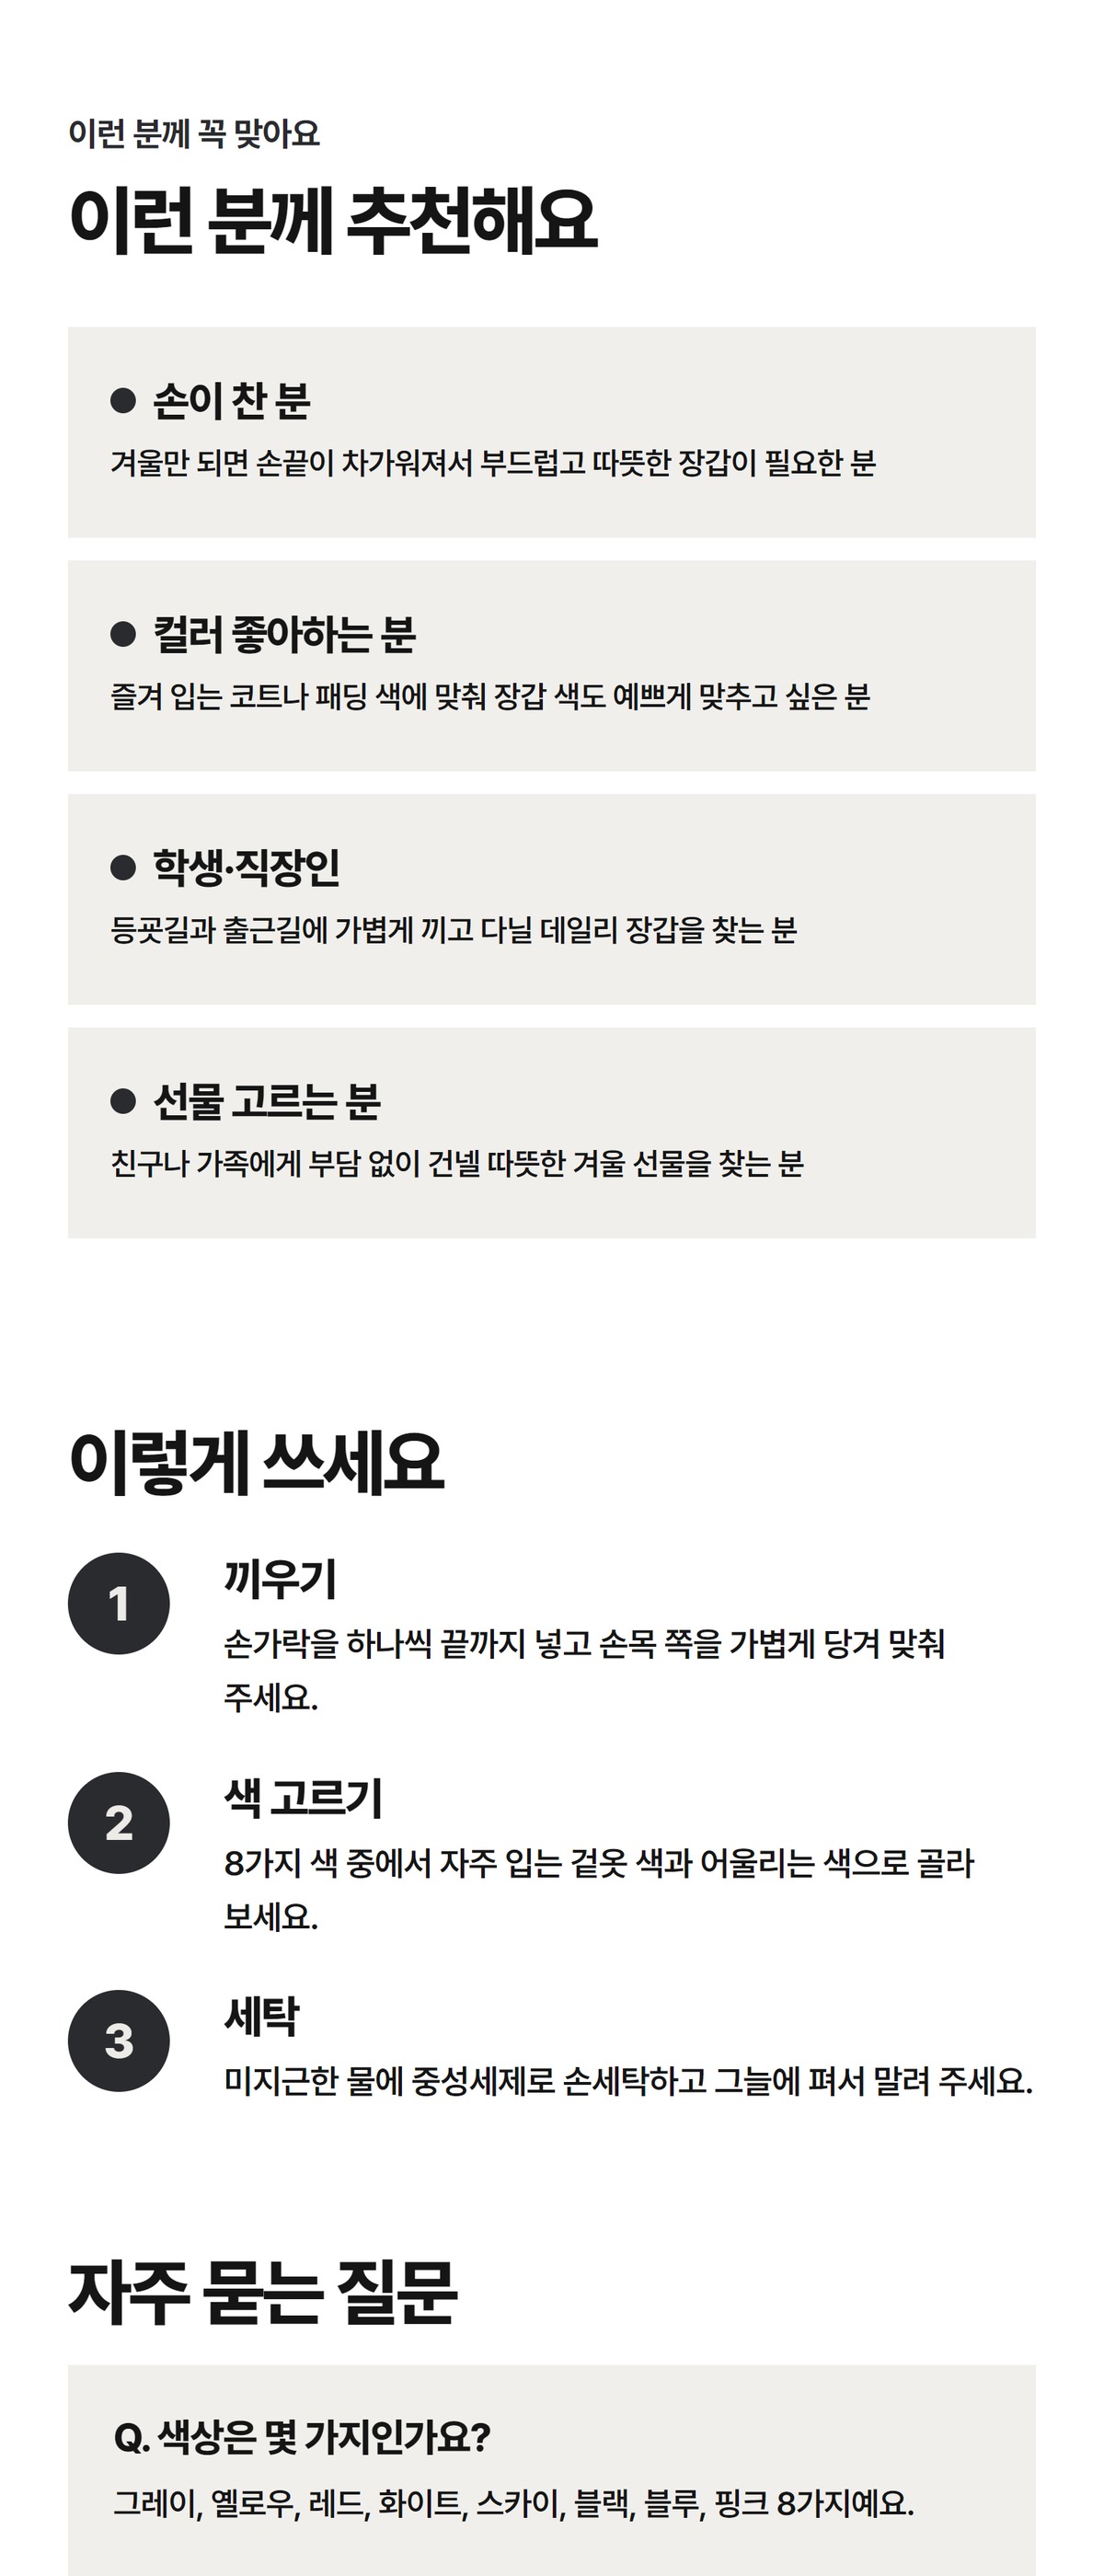 이런 분께 꼭 맞아요
이런 분께 추천해요
손이 찬 분
겨울만 되면 손끝이 차가워져서 부드럽고 따뜻한 장갑이 필요한 분
컬러 좋아하는 분
즐겨 입는 코트나 패딩 색에 맞춰 장갑 색도 예쁘게 맞추고 싶은 분
학생·직장인
등굣길과 출근길에 가볍게 끼고 다닐 데일리 장갑을 찾는 분
선물 고르는 분
친구나 가족에게 부담 없이 건넬 따뜻한 겨울 선물을 찾는 분
이렇게 쓰세요
1
끼우기
손가락을 하나씩 끝까지 넣고 손목 쪽을 가볍게 당겨 맞춰
주세요.
2
색 고르기
8가지 색 중에서 자주 입는 겉옷 색과 어울리는 색으로 골라
보세요.
3
세탁
미지근한 물에 중성세제로 손세탁하고 그늘에 펴서 말려 주세요.
자주 묻는 질문
Q. 색상은 몇 가지인가요?
그레이, 옐로우, 레드, 화이트, 스카이, 블랙, 블루, 핑크 8가지예요.